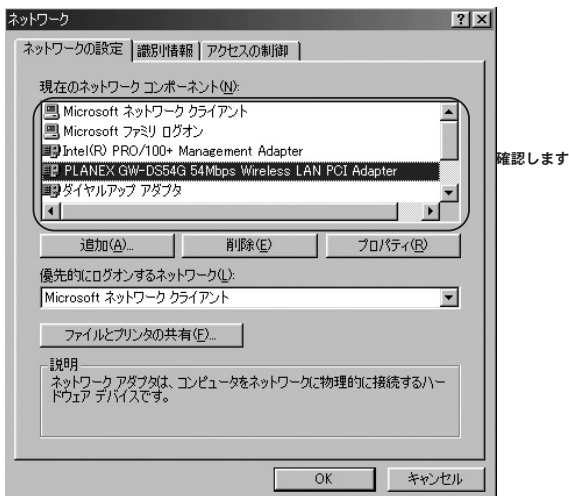 ネットワーク
ネットワークの設定 識別情報 アクセスの制御
現在のネットワーク コンポーネント(N):
Microsoft ネットワーク クライアント
Microsoft ファミリ ログオン
Intel(R) PRO/100+ Management Adapter
PLANEX GW-DS54G 54Mbps Wireless LAN PCI Adapter
ダイヤルアップ アダプタ
確認します
追加(A)... 削除(E) プロパティ(R)
優先的にログオンするネットワーク(L):
Microsoft ネットワーク クライアント
ファイルとプリンタの共有(F)...
説明
ネットワーク アダプタは、コンピュータをネットワークに物理的に接続するハー
ドウェア デバイスです。
OK キャンセル